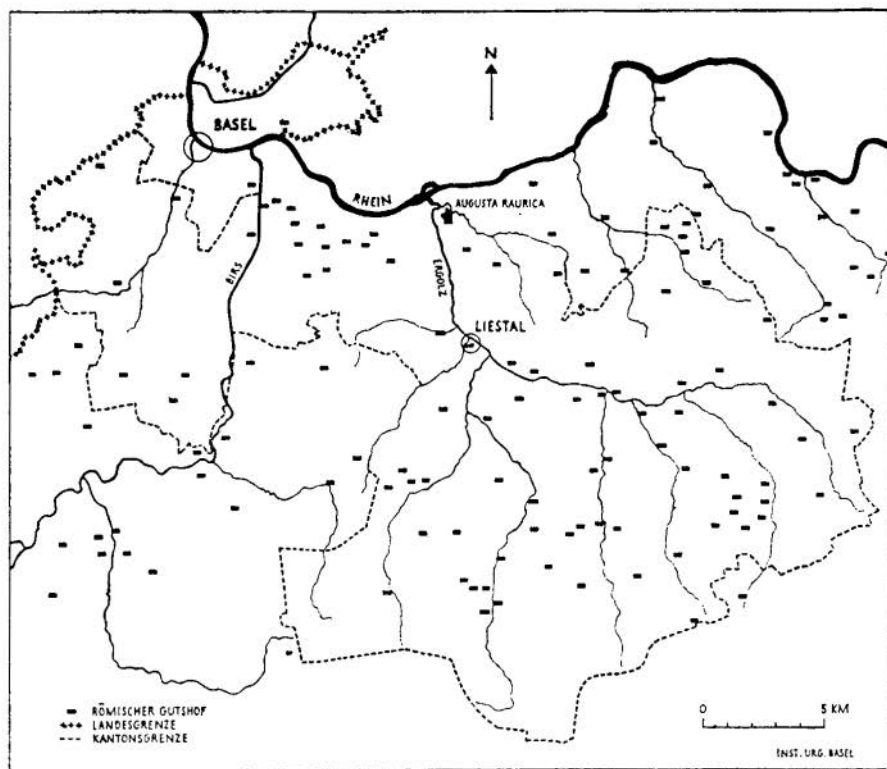 N
BASEL
RHEIN
AUGUSTA RAURICA
BIRS
ERGOLZ
LIESTAL
RÖMISCHER GUTSHOF
LANDESGRENZE
KANTONSGRENZE
0 5 KM
INST. URG. BASEL